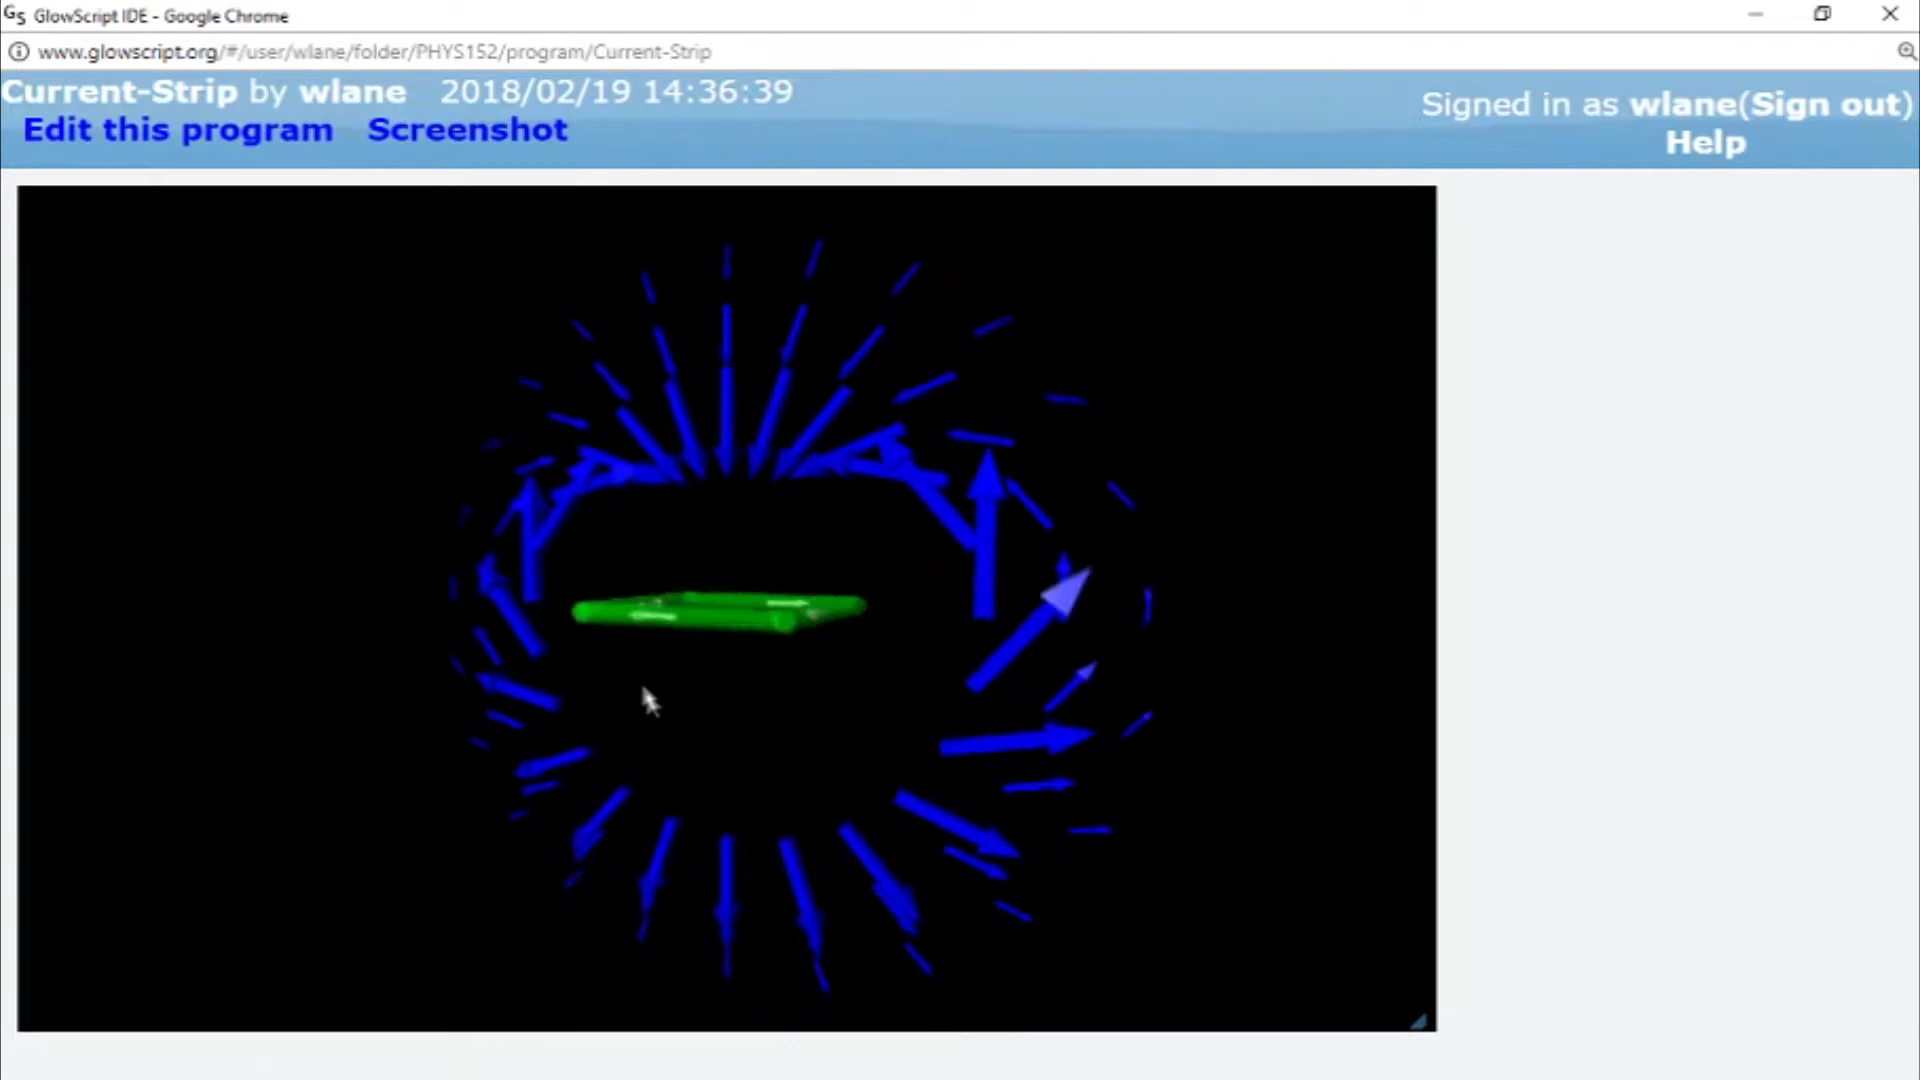 GS GlowScript IDE - Google Chrome
www.glowscript.org/#/user/wlane/folder/PHYS152/program/Current-Strip
Current-Strip by wlane 2018/02/19 14:36:39
Signed in as wlane(Sign out)
Edit this program Screenshot
Help